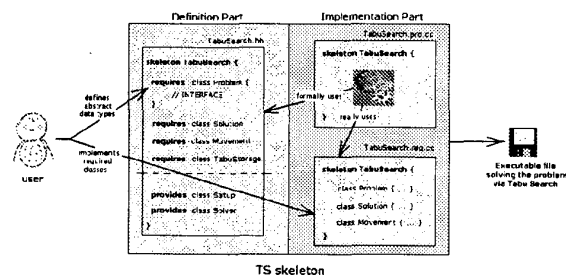 Definition Part
Implementation Part
TabuSearch.hh
TabuSearch.pro.cc
skeleton TabuSearch {
requires class Problem {
// INTERFACE
}
requires class Solution
requires class Movement
requires class TabuStorage
provides class Setup
provides class Solver
}
skeleton TabuSearch {
}
defines
abstract
data types
formally uses
really uses
implements
required
classes
user
TabuSearch.req.cc
skeleton TabuSearch {
class Problem { ... }
class Solution { ... }
class Movement { ... }
}
Executable file
solving the problem
via Tabu Search
TS skeleton